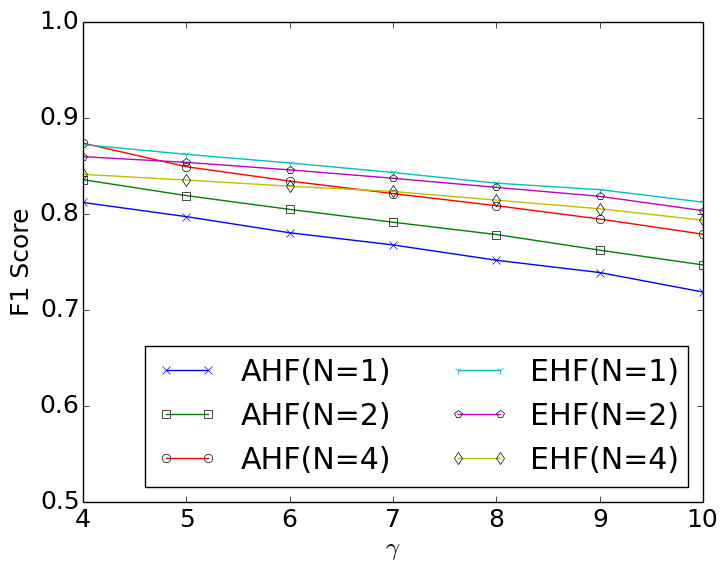 1.0
0.9
0.8
0.7
0.6
0.5
F1 Score
AHF(N=1) EHF(N=1)
AHF(N=2) EHF(N=2)
AHF(N=4) EHF(N=4)
4 5 6 7 8 9 10
γ